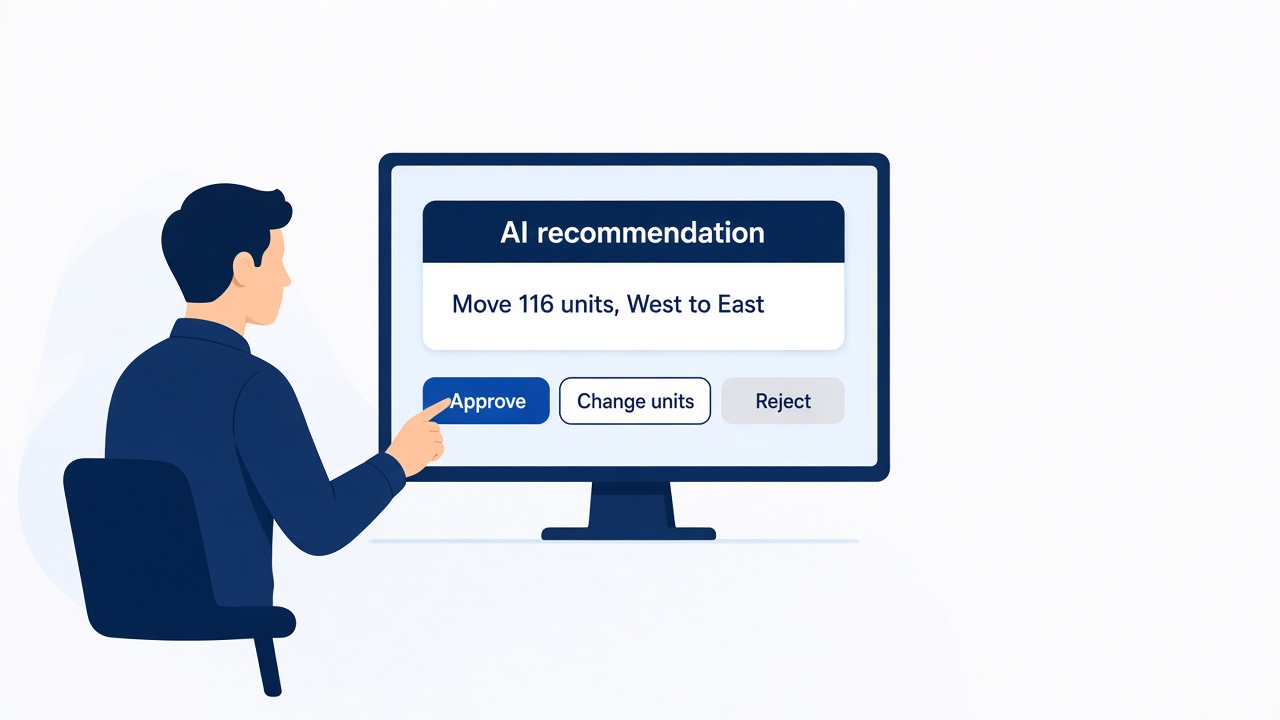 AI recommendation
Move 116 units, West to East
Approve
Change units
Reject